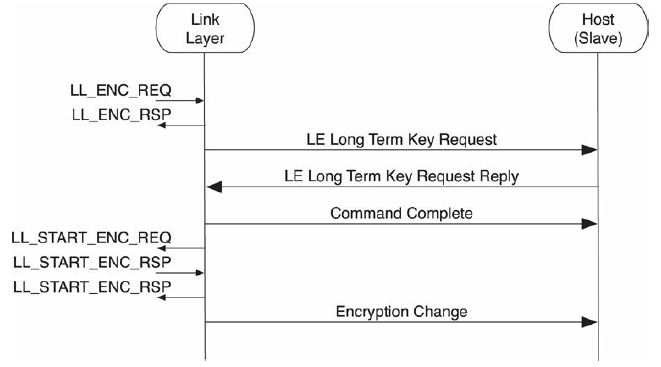 Link
Layer
Host
(Slave)
LL_ENC_REQ
LL_ENC_RSP
LE Long Term Key Request
LE Long Term Key Request Reply
Command Complete
LL_START_ENC_REQ
LL_START_ENC_RSP
LL_START_ENC_RSP
Encryption Change